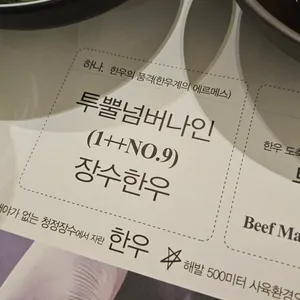 하나. 한우의 품격(한우계의 에르메스)
투뿔넘버나인
(1++NO.9)
장수한우
한우 도축
Beef Ma
가 없는 청정장수에서 자란 한우 해발 500미터 사육환경